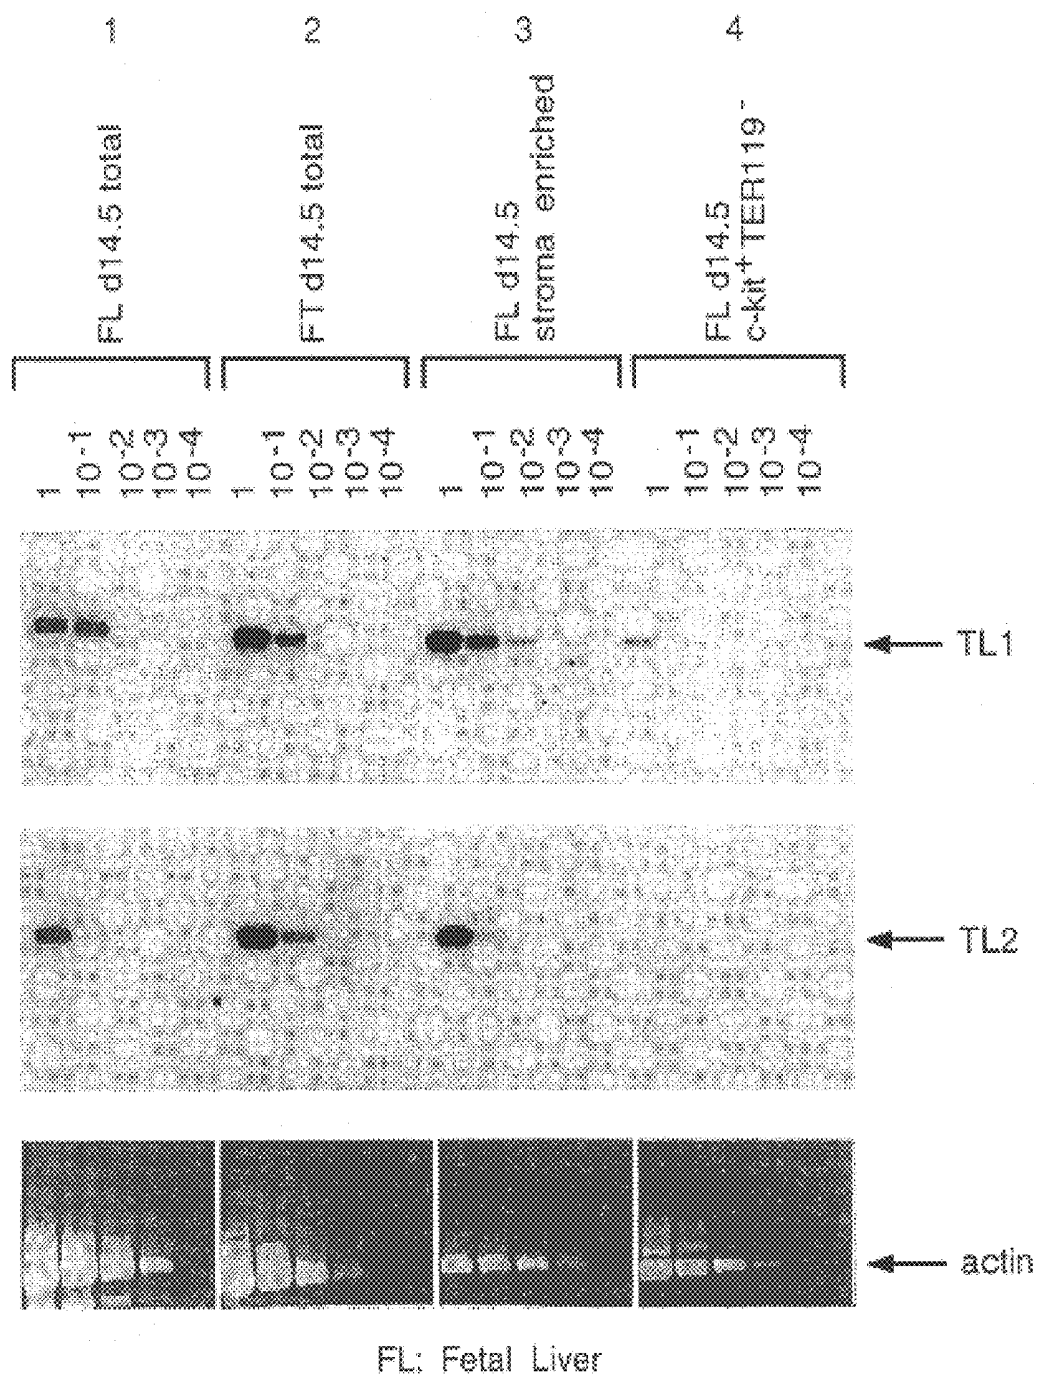 1 2 3 4
FL d14.5 total
FT d14.5 total
FL d14.5
stroma enriched
FL d14.5
c-kit⁺ TER119⁻
1 10⁻¹ 10⁻² 10⁻³ 10⁻⁴ 1 10⁻¹ 10⁻² 10⁻³ 10⁻⁴ 1 10⁻¹ 10⁻² 10⁻³ 10⁻⁴ 1 10⁻¹ 10⁻² 10⁻³ 10⁻⁴
TL1
TL2
actin
FL: Fetal Liver